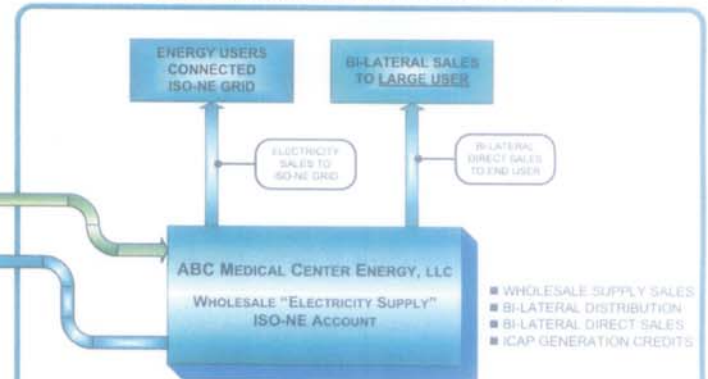 ENERGY USERS
CONNECTED
ISO-NE GRID
BI-LATERAL SALES
TO LARGE USER
ELECTRICITY
SALES TO
ISO-NE GRID
BI-LATERAL
DIRECT SALES
TO END USER
ABC MEDICAL CENTER ENERGY, LLC
WHOLESALE "ELECTRICITY SUPPLY"
ISO-NE ACCOUNT
■ WHOLESALE SUPPLY SALES
■ BI-LATERAL DISTRIBUTION
■ BI-LATERAL DIRECT SALES
■ ICAP GENERATION CREDITS